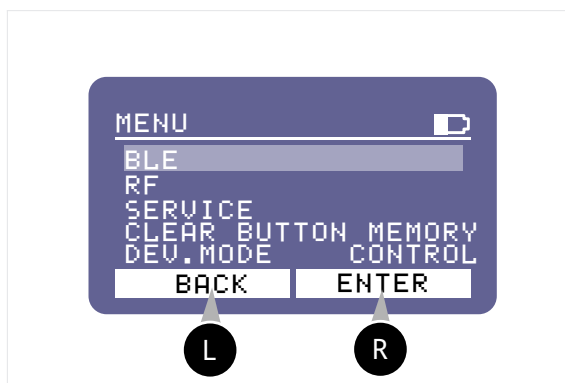 MENU
BLE
RF
SERVICE
CLEAR BUTTON MEMORY
DEV.MODE CONTROL
BACK ENTER
L R